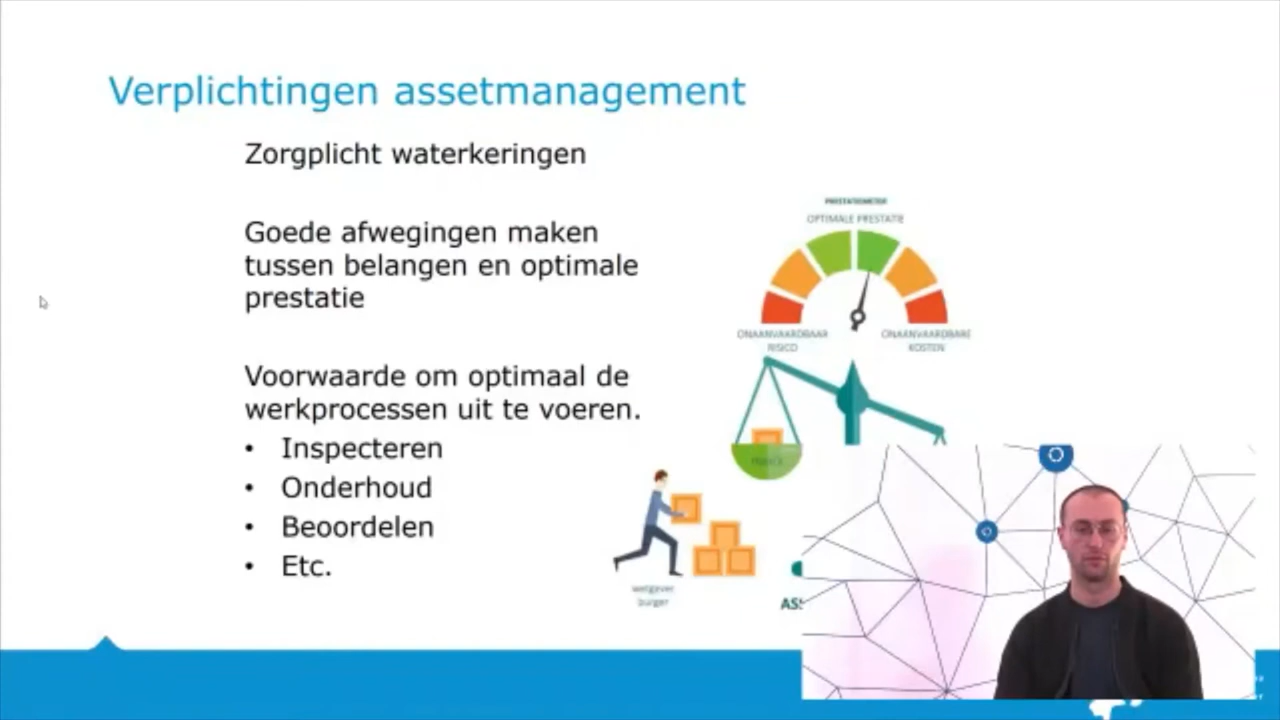 Verplichtingen assetmanagement
Zorgplicht waterkeringen
Goede afwegingen maken
tussen belangen en optimale
prestatie
Voorwaarde om optimaal de
werkprocessen uit te voeren.
• Inspecteren
• Onderhoud
• Beoordelen
• Etc.
PRESTATIEMETER
OPTIMALE PRESTATIE
ONAANVAARDBAAR
RISICO
ONAANVAARDBARE
KOSTEN
wetgever
burger